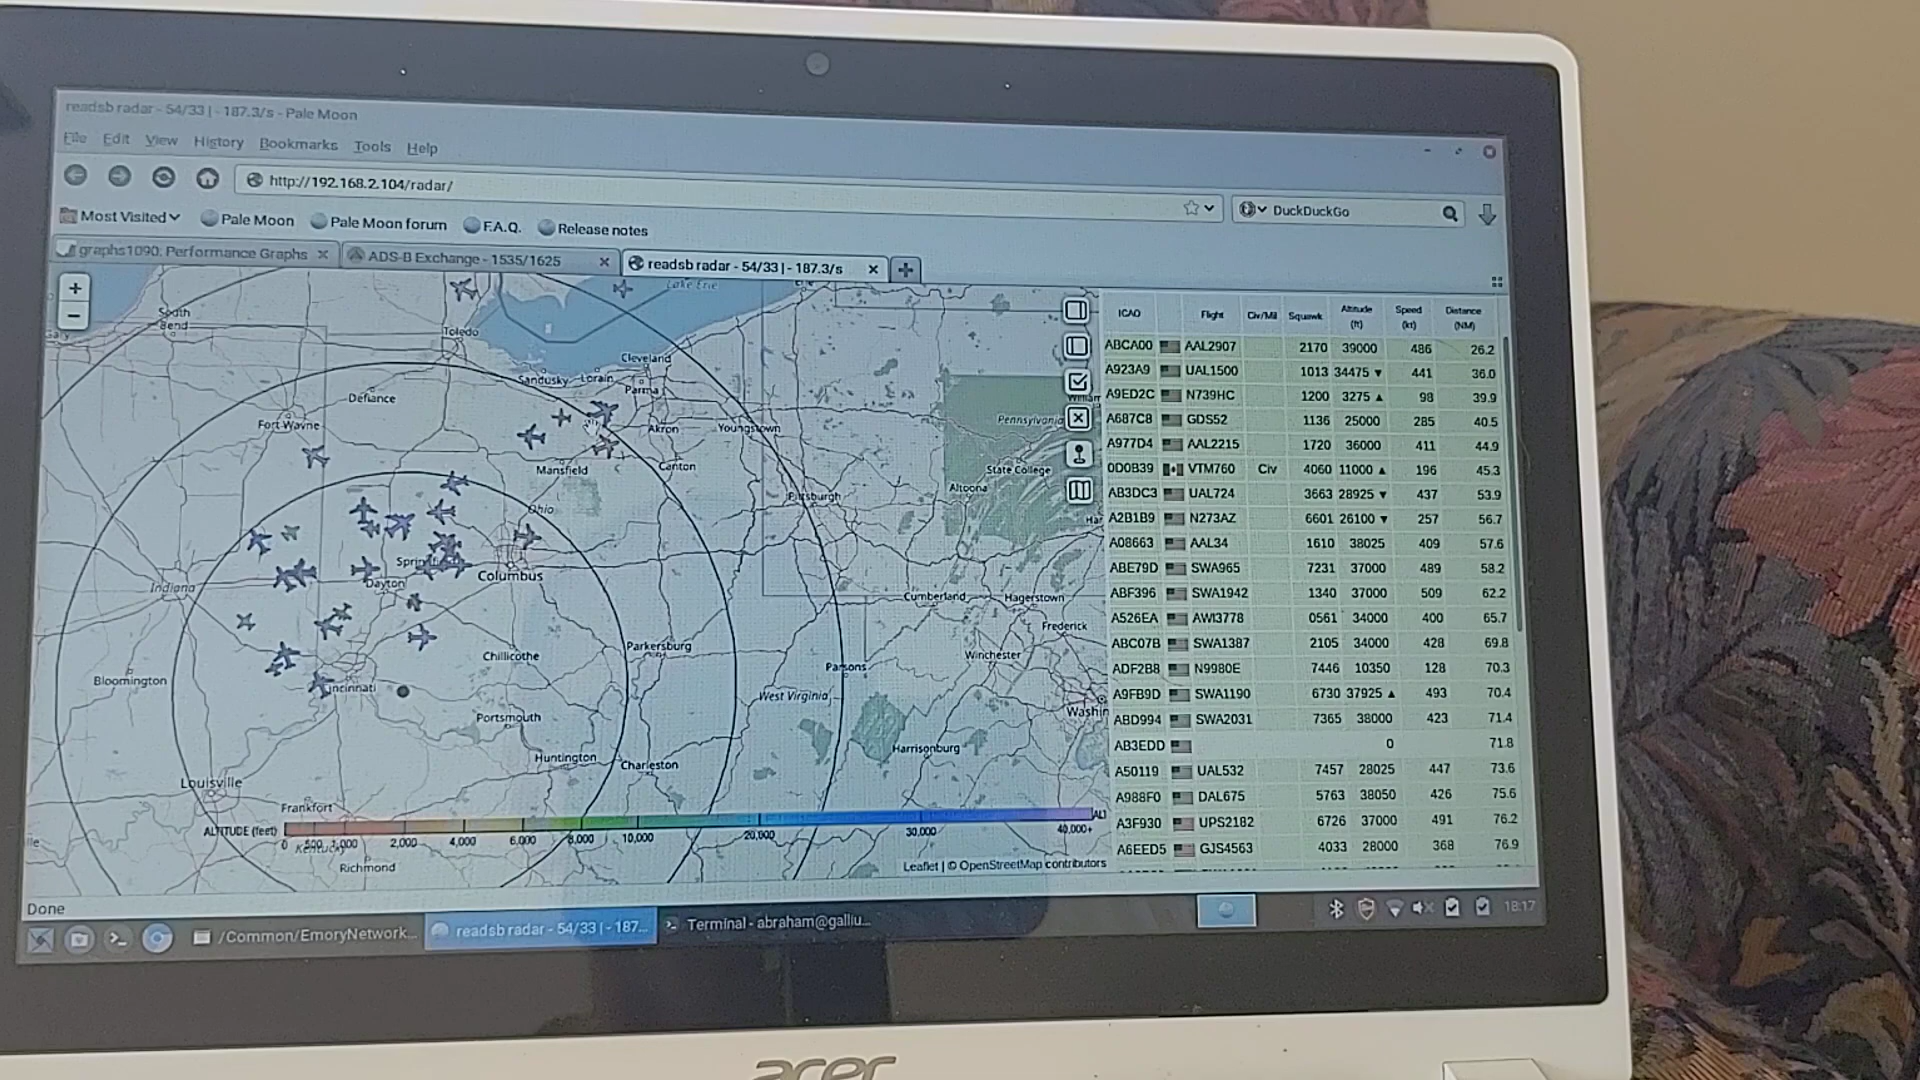 readsb radar - 54/33 | - 187.3/s - Pale Moon
File Edit View History Bookmarks Tools Help
http://192.168.2.104/radar/
DuckDuckGo
Most Visited Pale Moon Pale Moon forum F.A.Q. Release notes
graphs1090: Performance Graphs
ADS-B Exchange - 1535/1625
readsb radar - 54/33 | - 187.3/s
+
−
South
Bend
Gary
Toledo
Lake Erie
Cleveland
Sandusky
Lorain
Parma
Defiance
Fort Wayne
Akron
Youngstown
Pennsylvania
Mansfield
Canton
State College
Altoona
Pittsburgh
Ohio
Columbus
Dayton
Indiana
Cumberland
Hagerstown
Frederick
Winchester
Parkersburg
Chillicothe
Parsons
Bloomington
West Virginia
Washin
Portsmouth
Harrisonburg
Huntington
Charleston
Louisville
Frankfort
Kentucky
Richmond
ALTITUDE (feet)
0 500 1,000 2,000 4,000 6,000 8,000 10,000 20,000 30,000 40,000+
Leaflet | © OpenStreetMap contributors
ICAO Flight Civ/Mil Squawk Altitude (ft) Speed (kt) Distance (NM)
ABCA00 AAL2907 2170 39000 486 26.2
A923A9 UAL1500 1013 34475 ▼ 441 36.0
A9ED2C N739HC 1200 3275 ▲ 98 39.9
A687C8 GDS52 1136 25000 285 40.5
A977D4 AAL2215 1720 36000 411 44.9
0D0B39 VTM760 Civ 4060 11000 ▲ 196 45.3
AB3DC3 UAL724 3663 28925 ▼ 437 53.9
A2B1B9 N273AZ 6601 26100 ▼ 257 56.7
A08663 AAL34 1610 38025 409 57.6
ABE79D SWA965 7231 37000 489 58.2
ABF396 SWA1942 1340 37000 509 62.2
A526EA AWI3778 0561 34000 400 65.7
ABC07B SWA1387 2105 34000 428 69.8
ADF2B8 N9980E 7446 10350 128 70.3
A9FB9D SWA1190 6730 37925 ▲ 493 70.4
ABD994 SWA2031 7365 38000 423 71.4
AB3EDD 0 71.8
A50119 UAL532 7457 28025 447 73.6
A988F0 DAL675 5763 38050 426 75.6
A3F930 UPS2182 6726 37000 491 76.2
A6EED5 GJS4563 4033 28000 368 76.9
Done
/Common/EmoryNetwork...
readsb radar - 54/33 | - 187...
Terminal - abraham@galliu...
18:17
acer